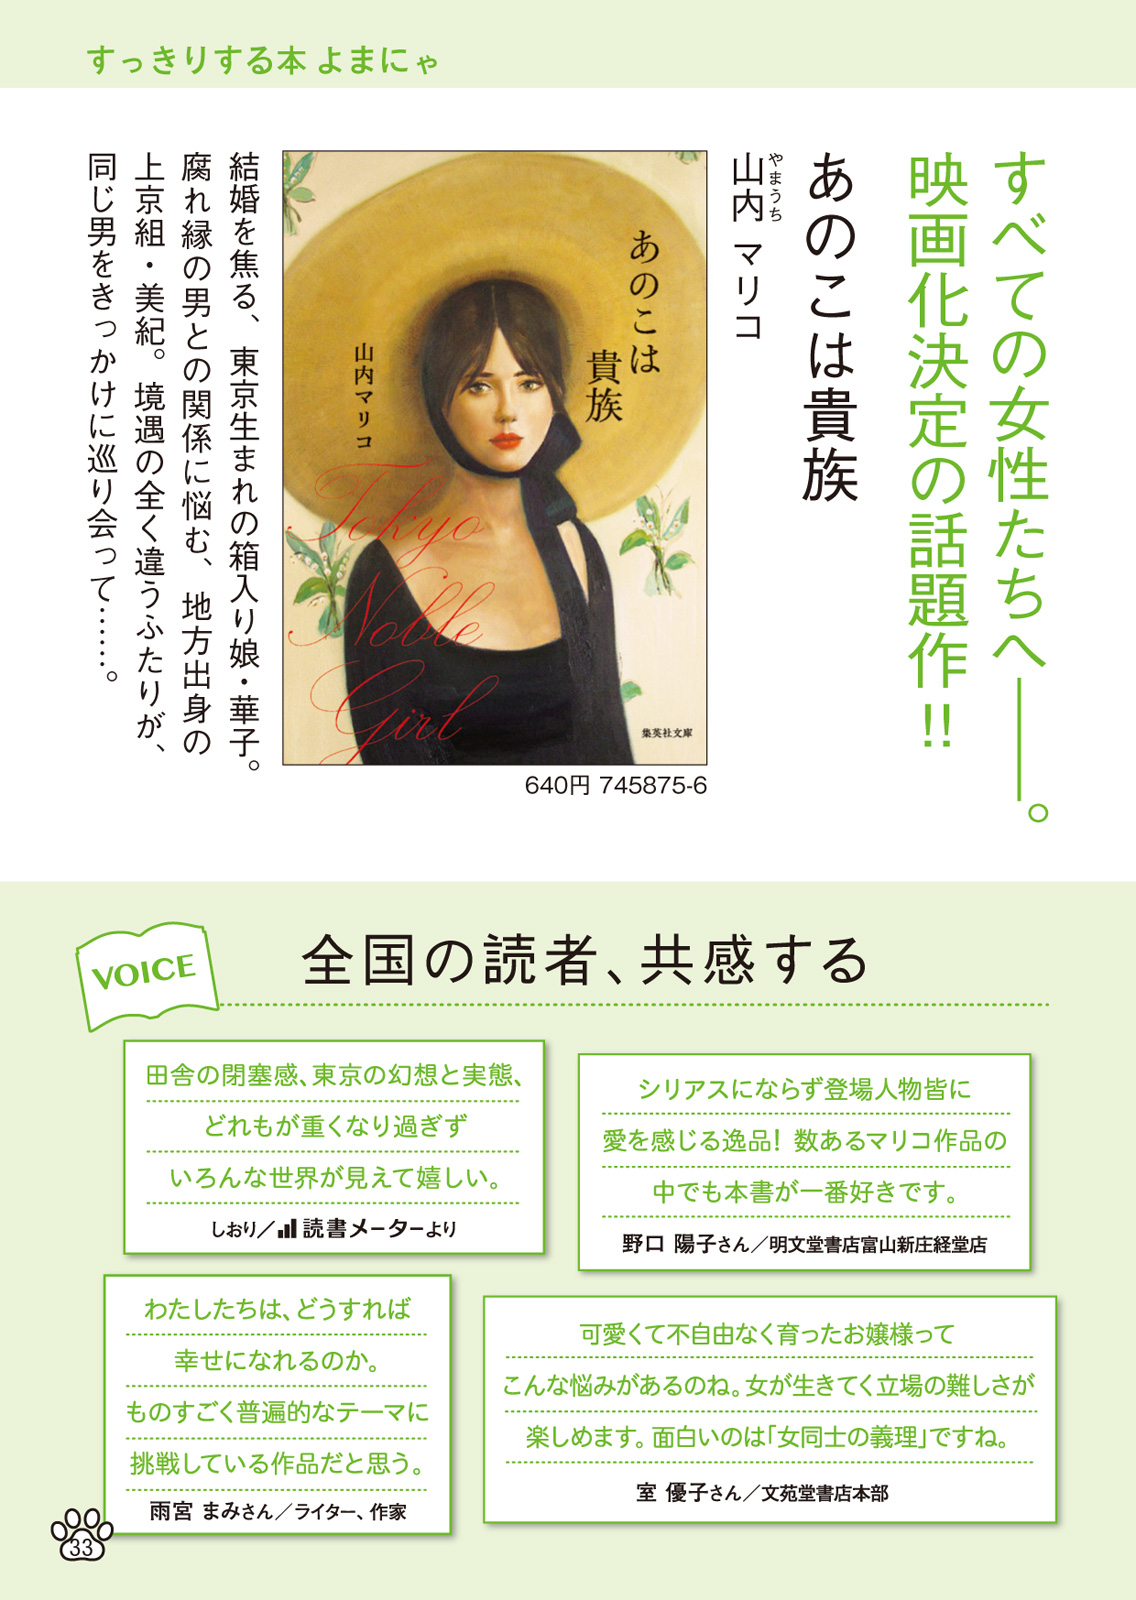 すっきりする本 よまにゃ
すべての女性たちへ――。
映画化決定の話題作!!
あのこは貴族
やまうち
山内 マリコ
あのこは
貴族
山内マリコ
Tokyo
Noble
Girl
集英社文庫
640円 745875-6
結婚を焦る、東京生まれの箱入り娘・華子。
腐れ縁の男との関係に悩む、地方出身の
上京組・美紀。境遇の全く違うふたりが、
同じ男をきっかけに巡り会って……。
VOICE
全国の読者、共感する
田舎の閉塞感、東京の幻想と実態、
どれもが重くなり過ぎず
いろんな世界が見えて嬉しい。
しおり／読書メーターより
シリアスにならず登場人物皆に
愛を感じる逸品! 数あるマリコ作品の
中でも本書が一番好きです。
野口 陽子さん／明文堂書店富山新庄経堂店
わたしたちは、どうすれば
幸せになれるのか。
ものすごく普遍的なテーマに
挑戦している作品だと思う。
雨宮 まみさん／ライター、作家
可愛くて不自由なく育ったお嬢様って
こんな悩みがあるのね。女が生きてく立場の難しさが
楽しめます。面白いのは「女同士の義理」ですね。
室 優子さん／文苑堂書店本部
33